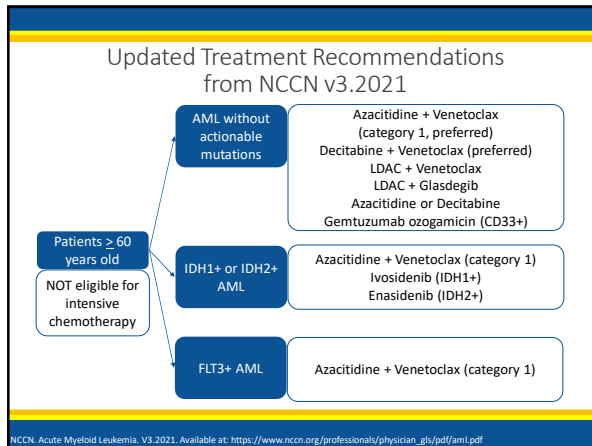 Updated Treatment Recommendations
from NCCN v3.2021
AML without
actionable
mutations
Azacitidine + Venetoclax
(category 1, preferred)
Decitabine + Venetoclax (preferred)
LDAC + Venetoclax
LDAC + Glasdegib
Azacitidine or Decitabine
Gemtuzumab ozogamicin (CD33+)
Patients ≥ 60
years old
NOT eligible for
intensive
chemotherapy
IDH1+ or IDH2+
AML
Azacitidine + Venetoclax (category 1)
Ivosidenib (IDH1+)
Enasidenib (IDH2+)
FLT3+ AML
Azacitidine + Venetoclax (category 1)
NCCN. Acute Myeloid Leukemia. V3.2021. Available at: https://www.nccn.org/professionals/physician_gls/pdf/aml.pdf